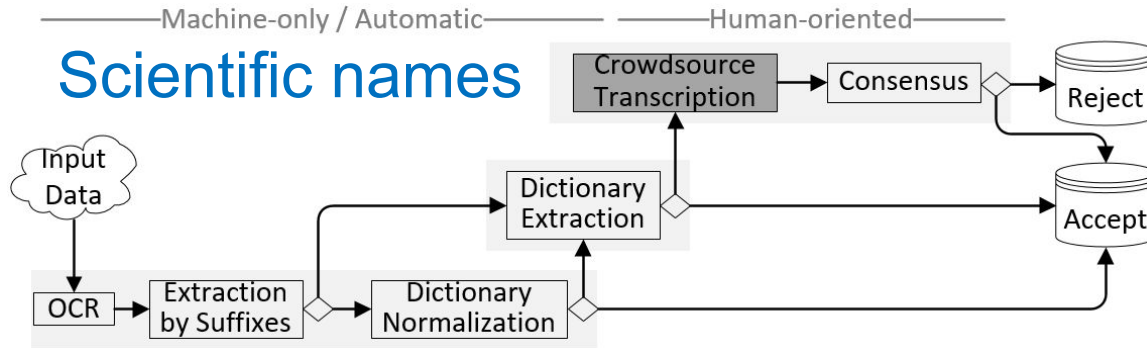 Machine-only / Automatic
Human-oriented
Scientific names
Crowdsource
Transcription
Consensus
Reject
Input
Data
Dictionary
Extraction
Accept
OCR
Extraction
by Suffixes
Dictionary
Normalization